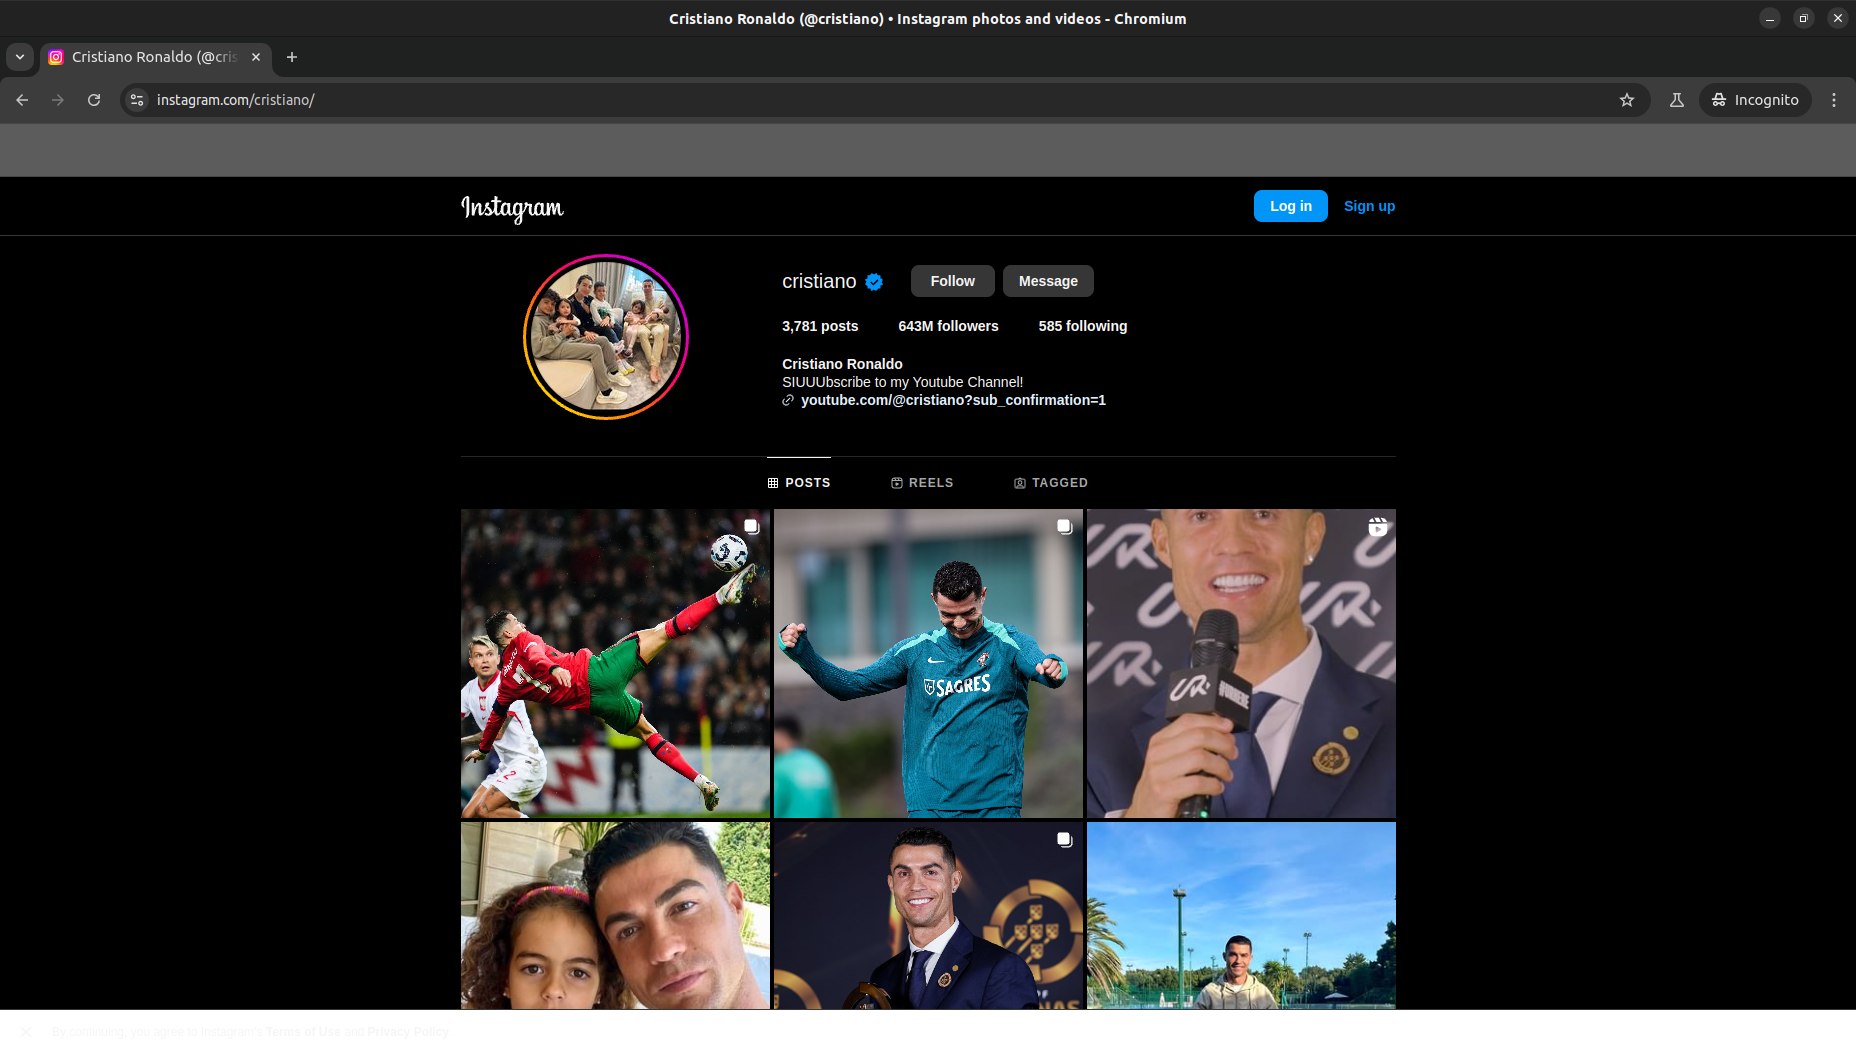 Cristiano Ronaldo (@cristiano) • Instagram photos and videos - Chromium
Cristiano Ronaldo (@cris
instagram.com/cristiano/
Incognito
Instagram
Log in
Sign up
cristiano
Follow
Message
3,781 posts
643M followers
585 following
Cristiano Ronaldo
SIUUUbscribe to my Youtube Channel!
youtube.com/@cristiano?sub_confirmation=1
POSTS
REELS
TAGGED
7
2
SAGRES
UR
By continuing, you agree to Instagram's Terms of Use and Privacy Policy